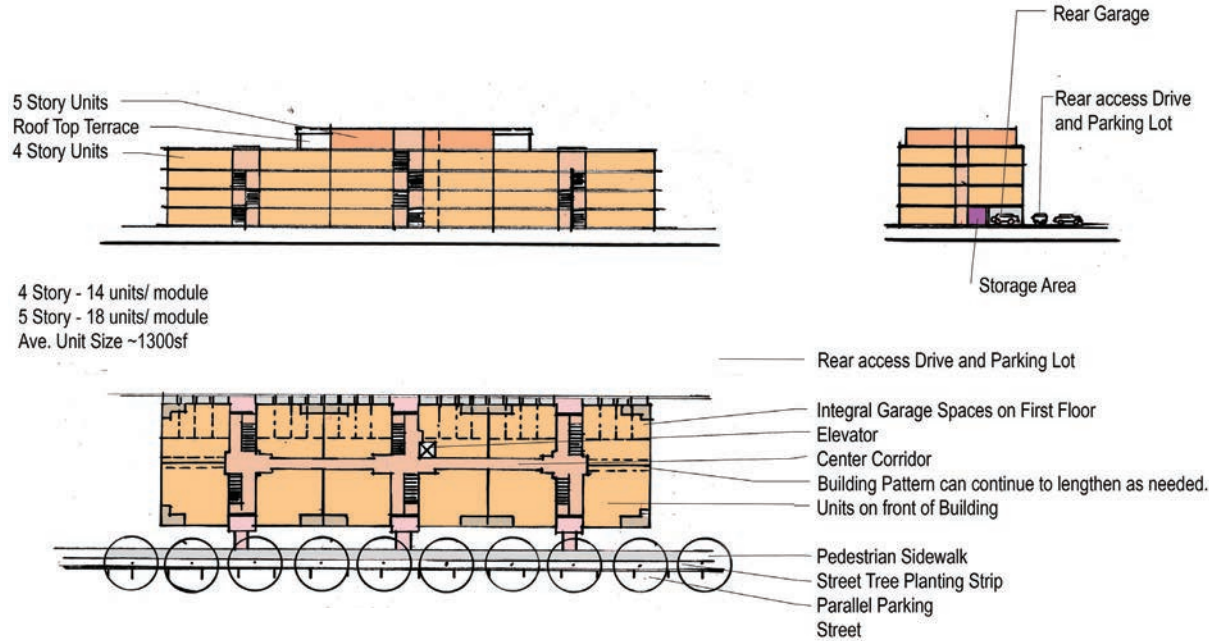 Rear Garage
5 Story Units
Roof Top Terrace
4 Story Units
Rear access Drive
and Parking Lot
Storage Area
4 Story - 14 units/ module
5 Story - 18 units/ module
Ave. Unit Size ~1300sf
Rear access Drive and Parking Lot
Integral Garage Spaces on First Floor
Elevator
Center Corridor
Building Pattern can continue to lengthen as needed.
Units on front of Building
Pedestrian Sidewalk
Street Tree Planting Strip
Parallel Parking
Street